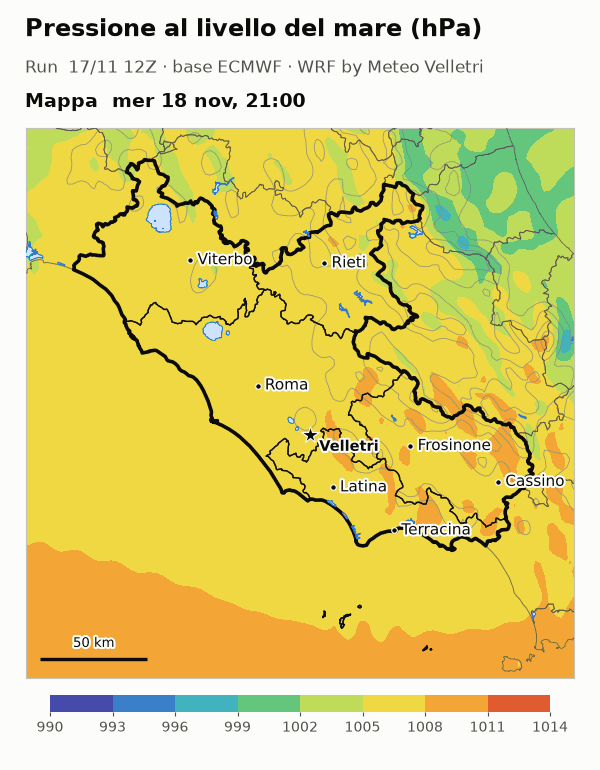 Pressione al livello del mare (hPa)
Run 17/11 12Z · base ECMWF · WRF by Meteo Velletri
Mappa mer 18 nov, 21:00
Viterbo
Rieti
Roma
Velletri
Frosinone
Cassino
Latina
Terracina
50 km
990 993 996 999 1002 1005 1008 1011 1014